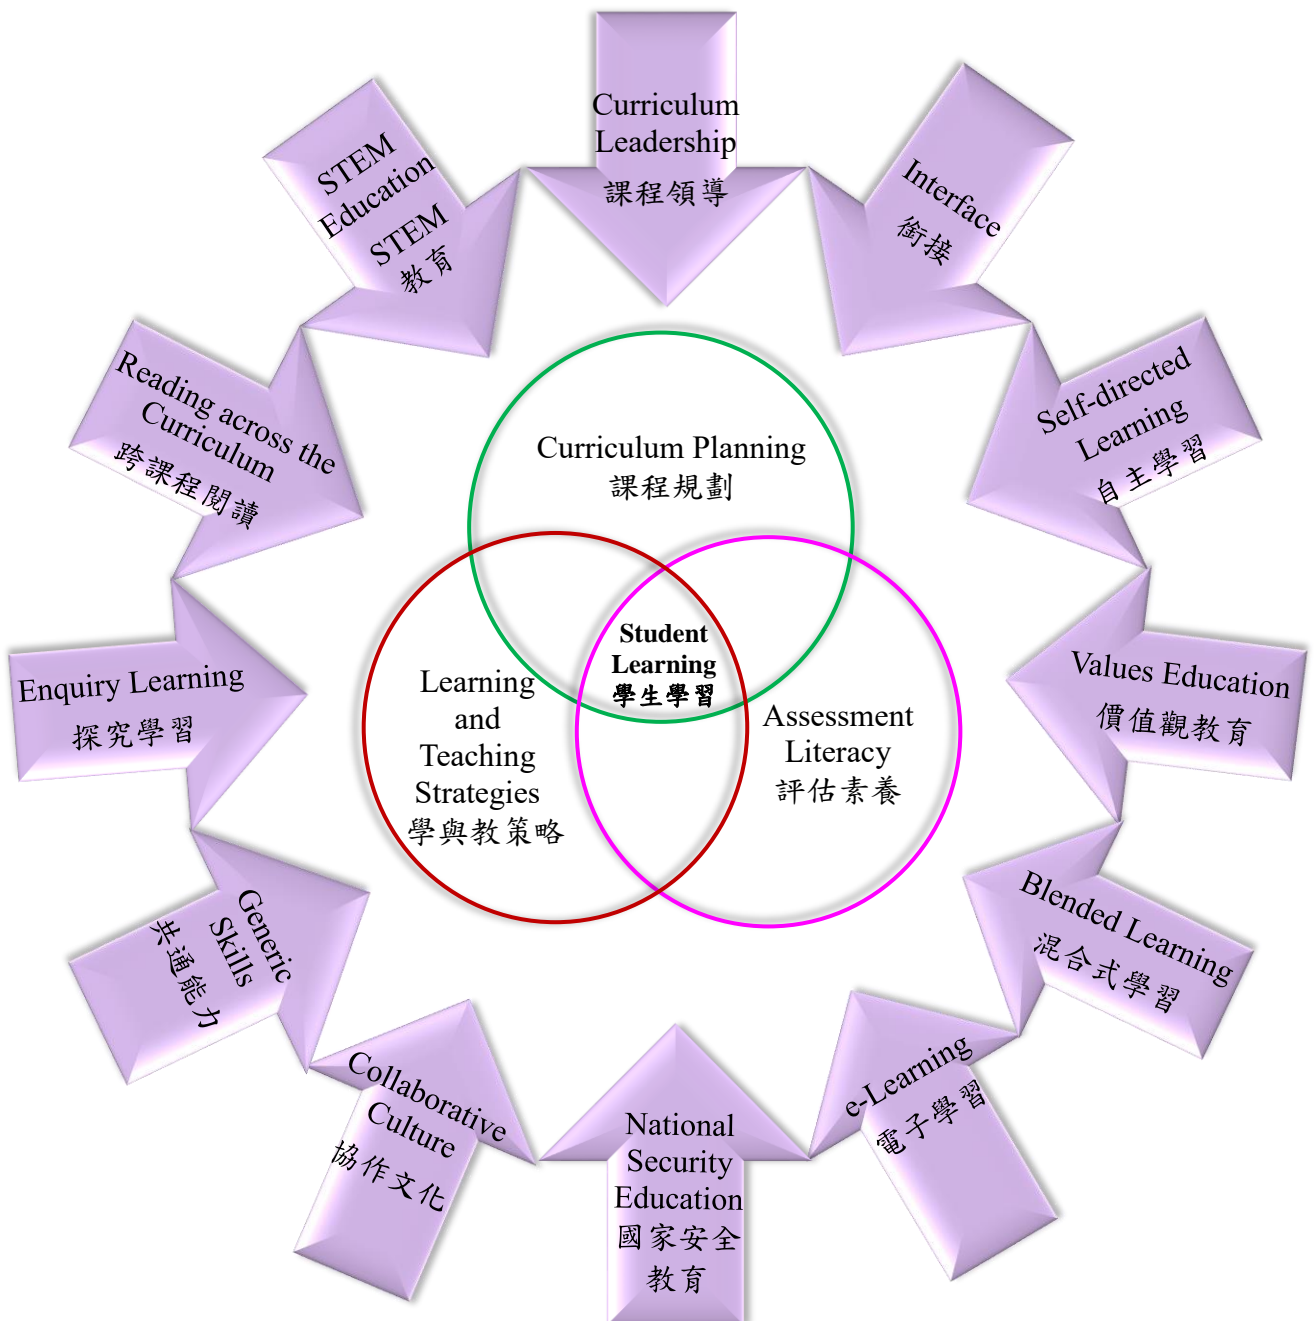 Curriculum
Leadership
課程領導
Interface
銜接
Self-directed
Learning
自主學習
Values Education
價值觀教育
Blended Learning
混合式學習
e-Learning
電子學習
National
Security
Education
國家安全
教育
Collaborative
Culture
協作文化
Generic
Skills
共通能力
Enquiry Learning
探究學習
Reading across the
Curriculum
跨課程閱讀
STEM
Education
STEM
教育
Curriculum Planning
課程規劃
Student
Learning
學生學習
Learning
and
Teaching
Strategies
學與教策略
Assessment
Literacy
評估素養